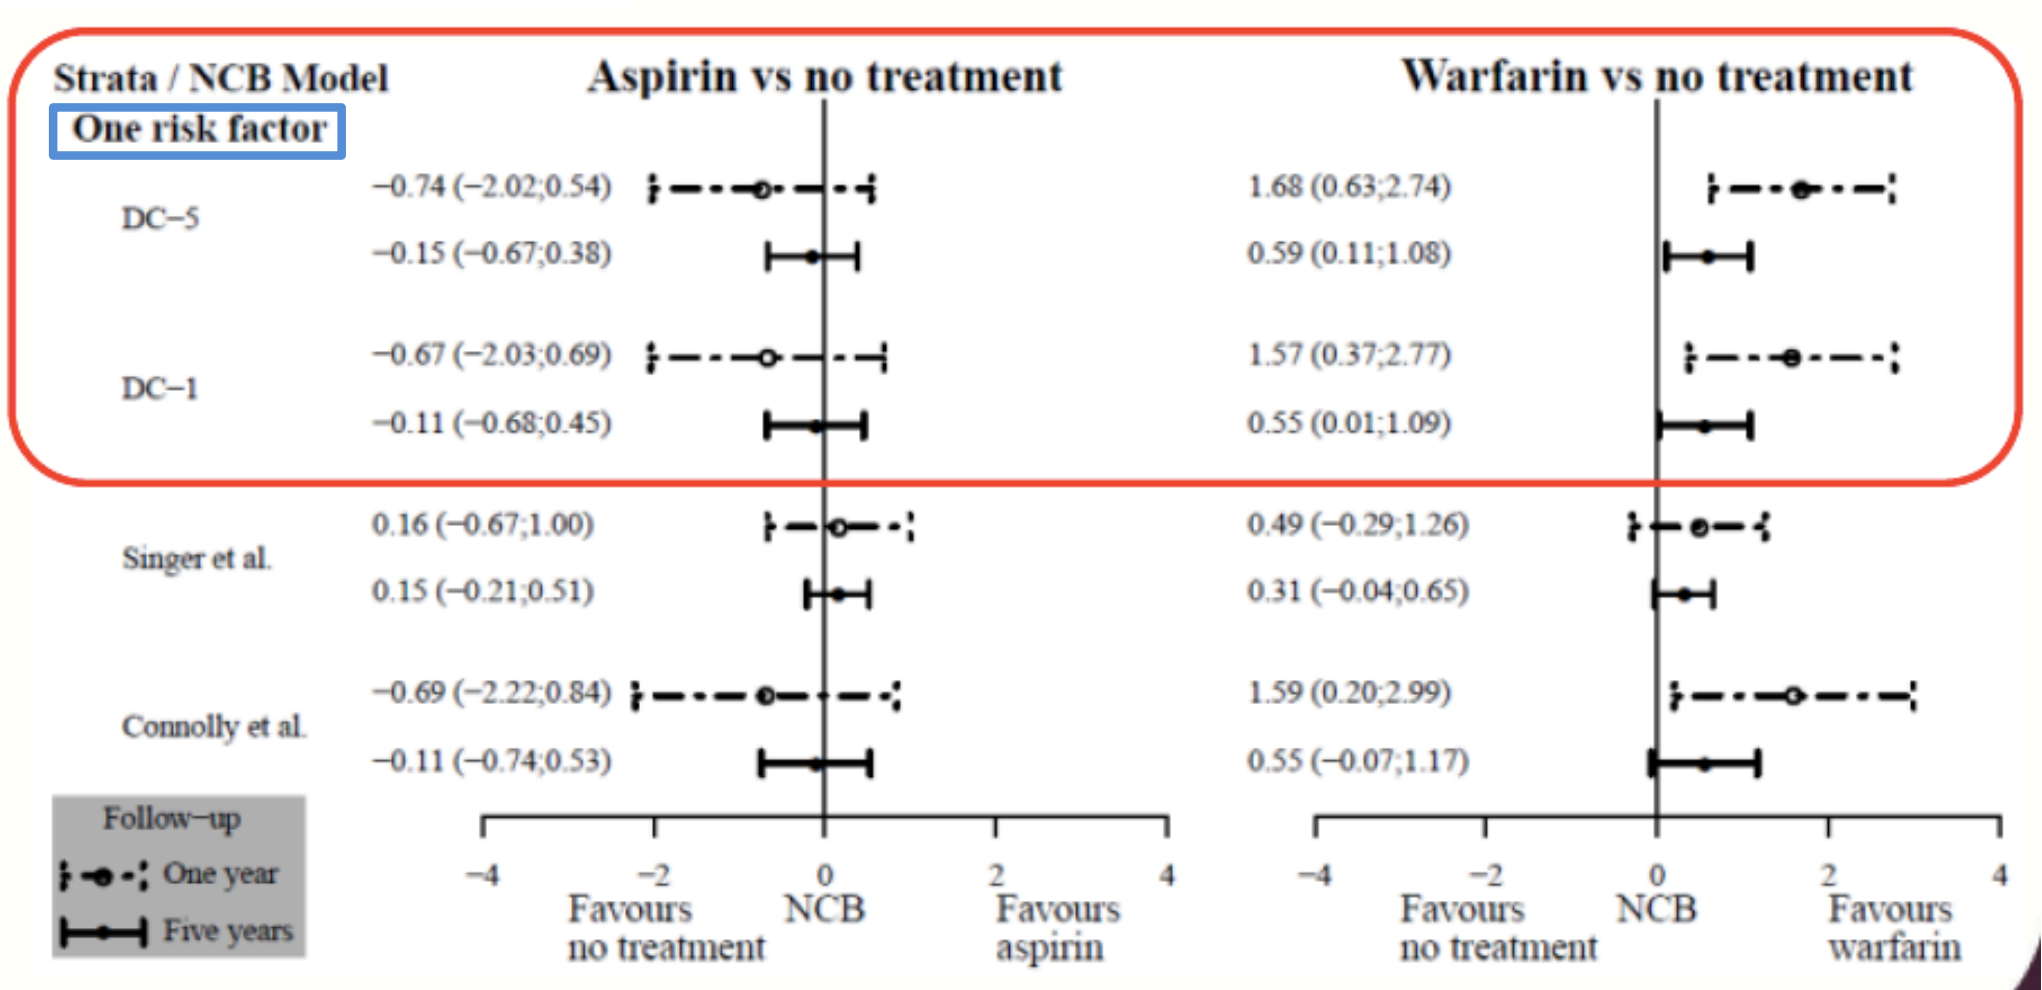 Strata / NCB Model Aspirin vs no treatment Warfarin vs no treatment
One risk factor
DC−5
−0.74 (−2.02;0.54) 1.68 (0.63;2.74)
−0.15 (−0.67;0.38) 0.59 (0.11;1.08)
DC−1
−0.67 (−2.03;0.69) 1.57 (0.37;2.77)
−0.11 (−0.68;0.45) 0.55 (0.01;1.09)
Singer et al.
0.16 (−0.67;1.00) 0.49 (−0.29;1.26)
0.15 (−0.21;0.51) 0.31 (−0.04;0.65)
Connolly et al.
−0.69 (−2.22;0.84) 1.59 (0.20;2.99)
−0.11 (−0.74;0.53) 0.55 (−0.07;1.17)
Follow−up
One year
Five years
−4 −2 0 2 4 −4 −2 0 2 4
Favours NCB Favours Favours NCB Favours
no treatment aspirin no treatment warfarin